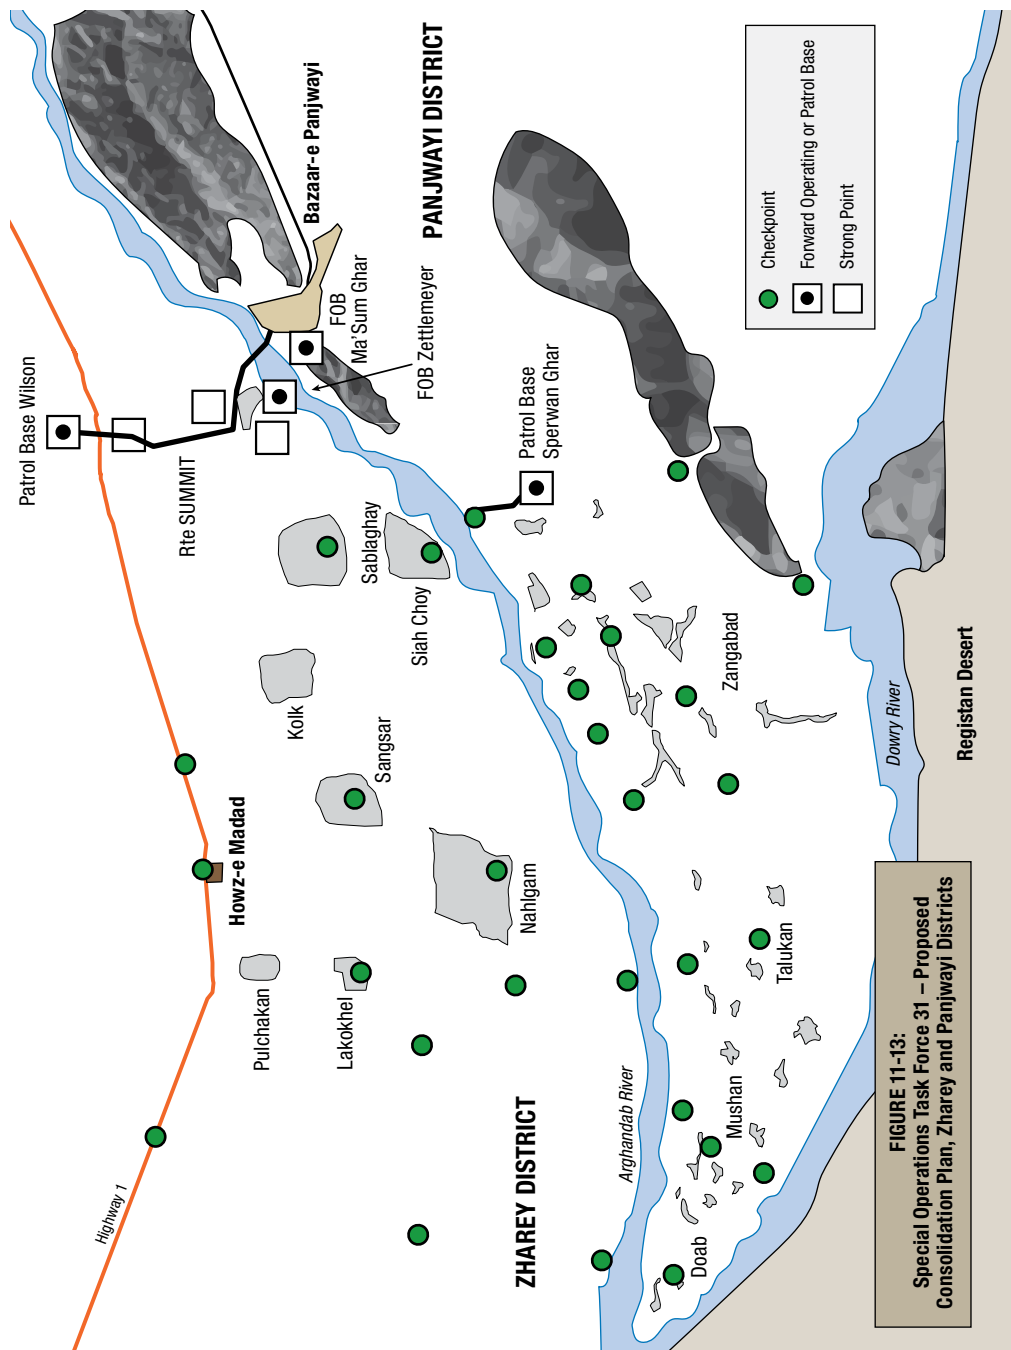 Patrol Base Wilson
Rte SUMMIT
Bazaar-e Panjwayi
PANJWAYI DISTRICT
FOB
Ma’Sum Ghar
FOB Zettlemeyer
Patrol Base
Sperwan Ghar
Checkpoint
Forward Operating or Patrol Base
Strong Point
Sablaghay
Siah Choy
Kolk
Sangsar
Howz-e Madad
Nahlgam
Pulchakan
Lakokhel
Highway 1
ZHAREY DISTRICT
Arghandab River
Zangabad
Talukan
Mushan
Doab
Dowry River
Registan Desert
FIGURE 11-13:
Special Operations Task Force 31 – Proposed
Consolidation Plan, Zharey and Panjwayi Districts